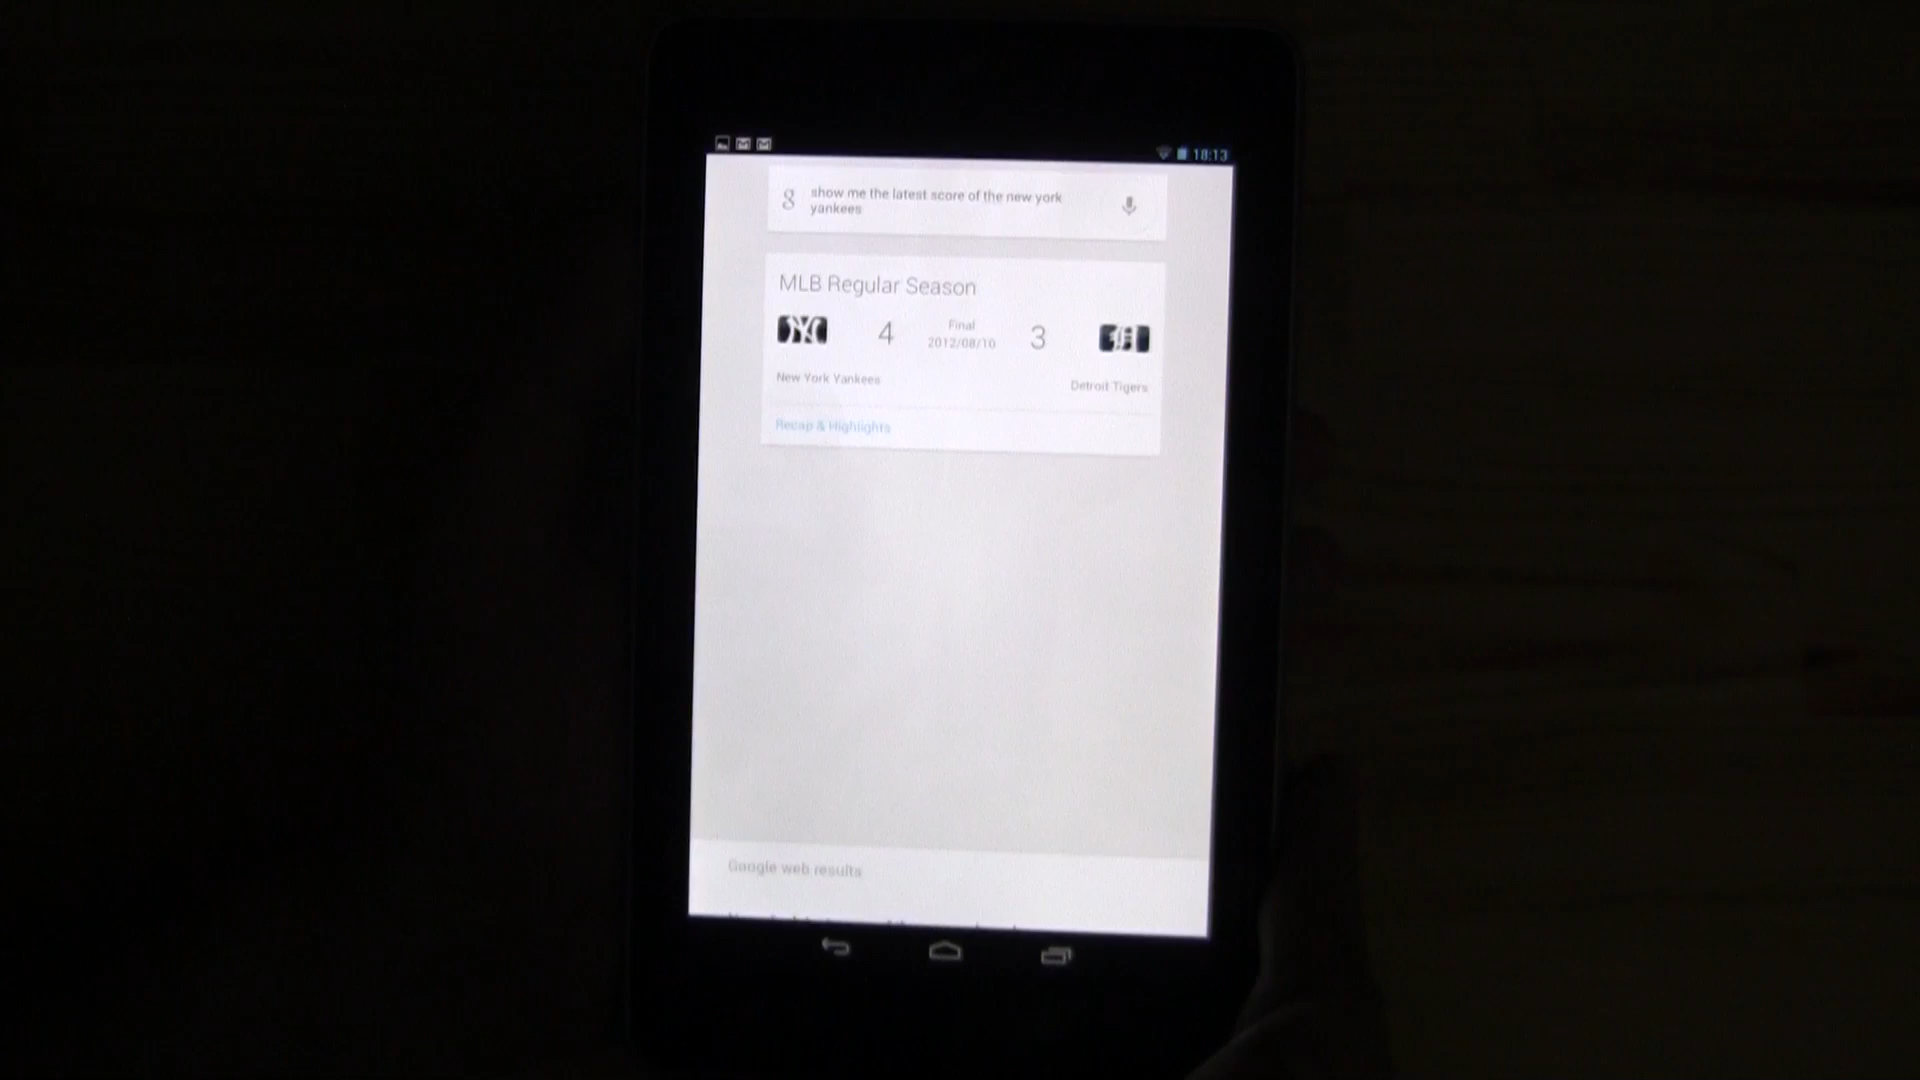 18:13
g show me the latest score of the new york
yankees
MLB Regular Season
4 Final 3
2012/08/10
New York Yankees Detroit Tigers
Recap & Highlights
Google web results